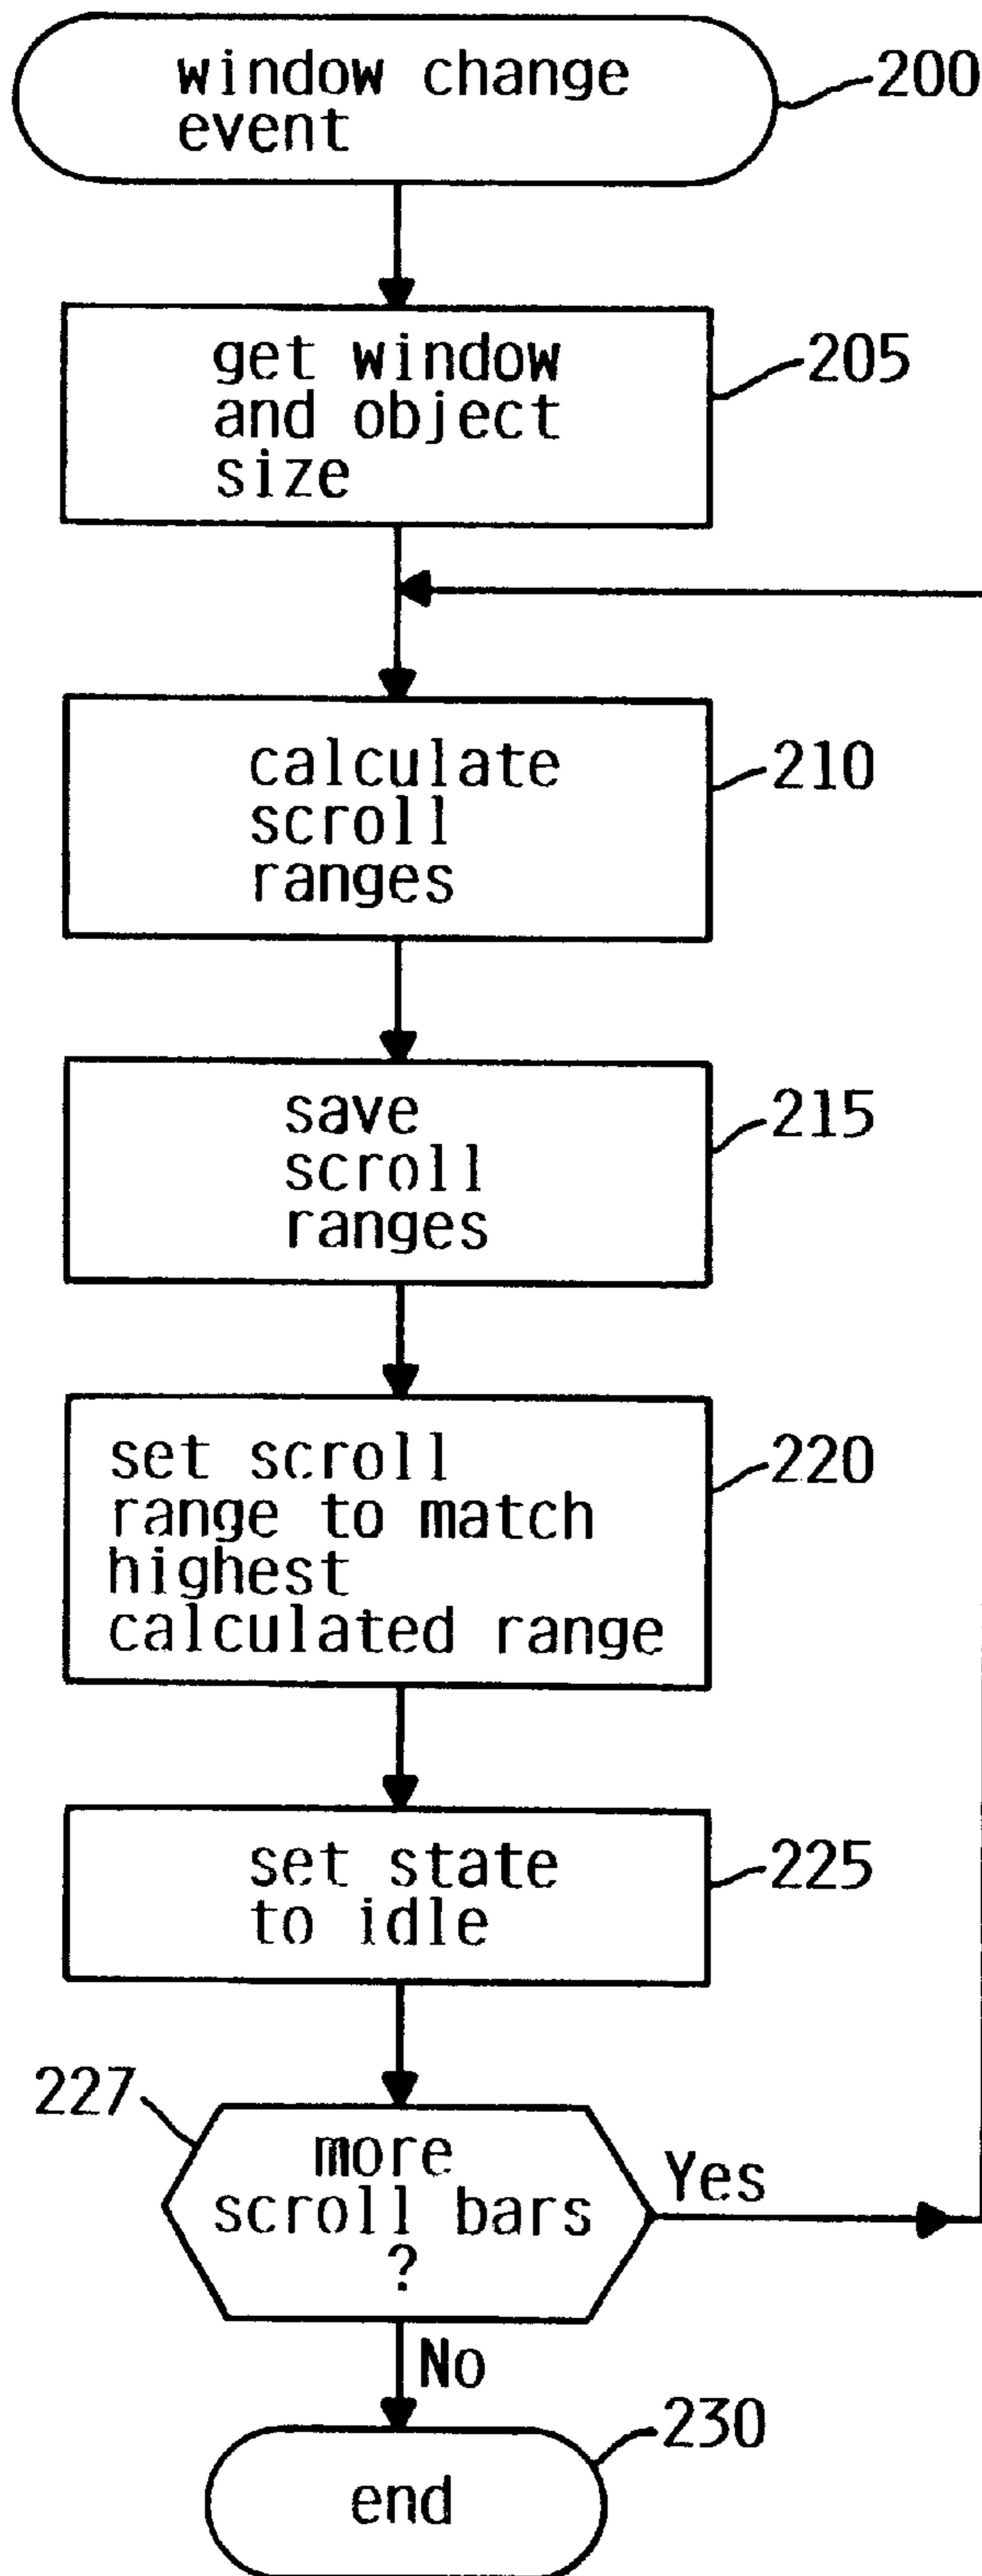 window change
event
200
get window
and object
size
205
calculate
scroll
ranges
210
save
scroll
ranges
215
set scroll
range to match
highest
calculated range
220
set state
to idle
225
227
more
scroll bars
?
Yes
No
end
230